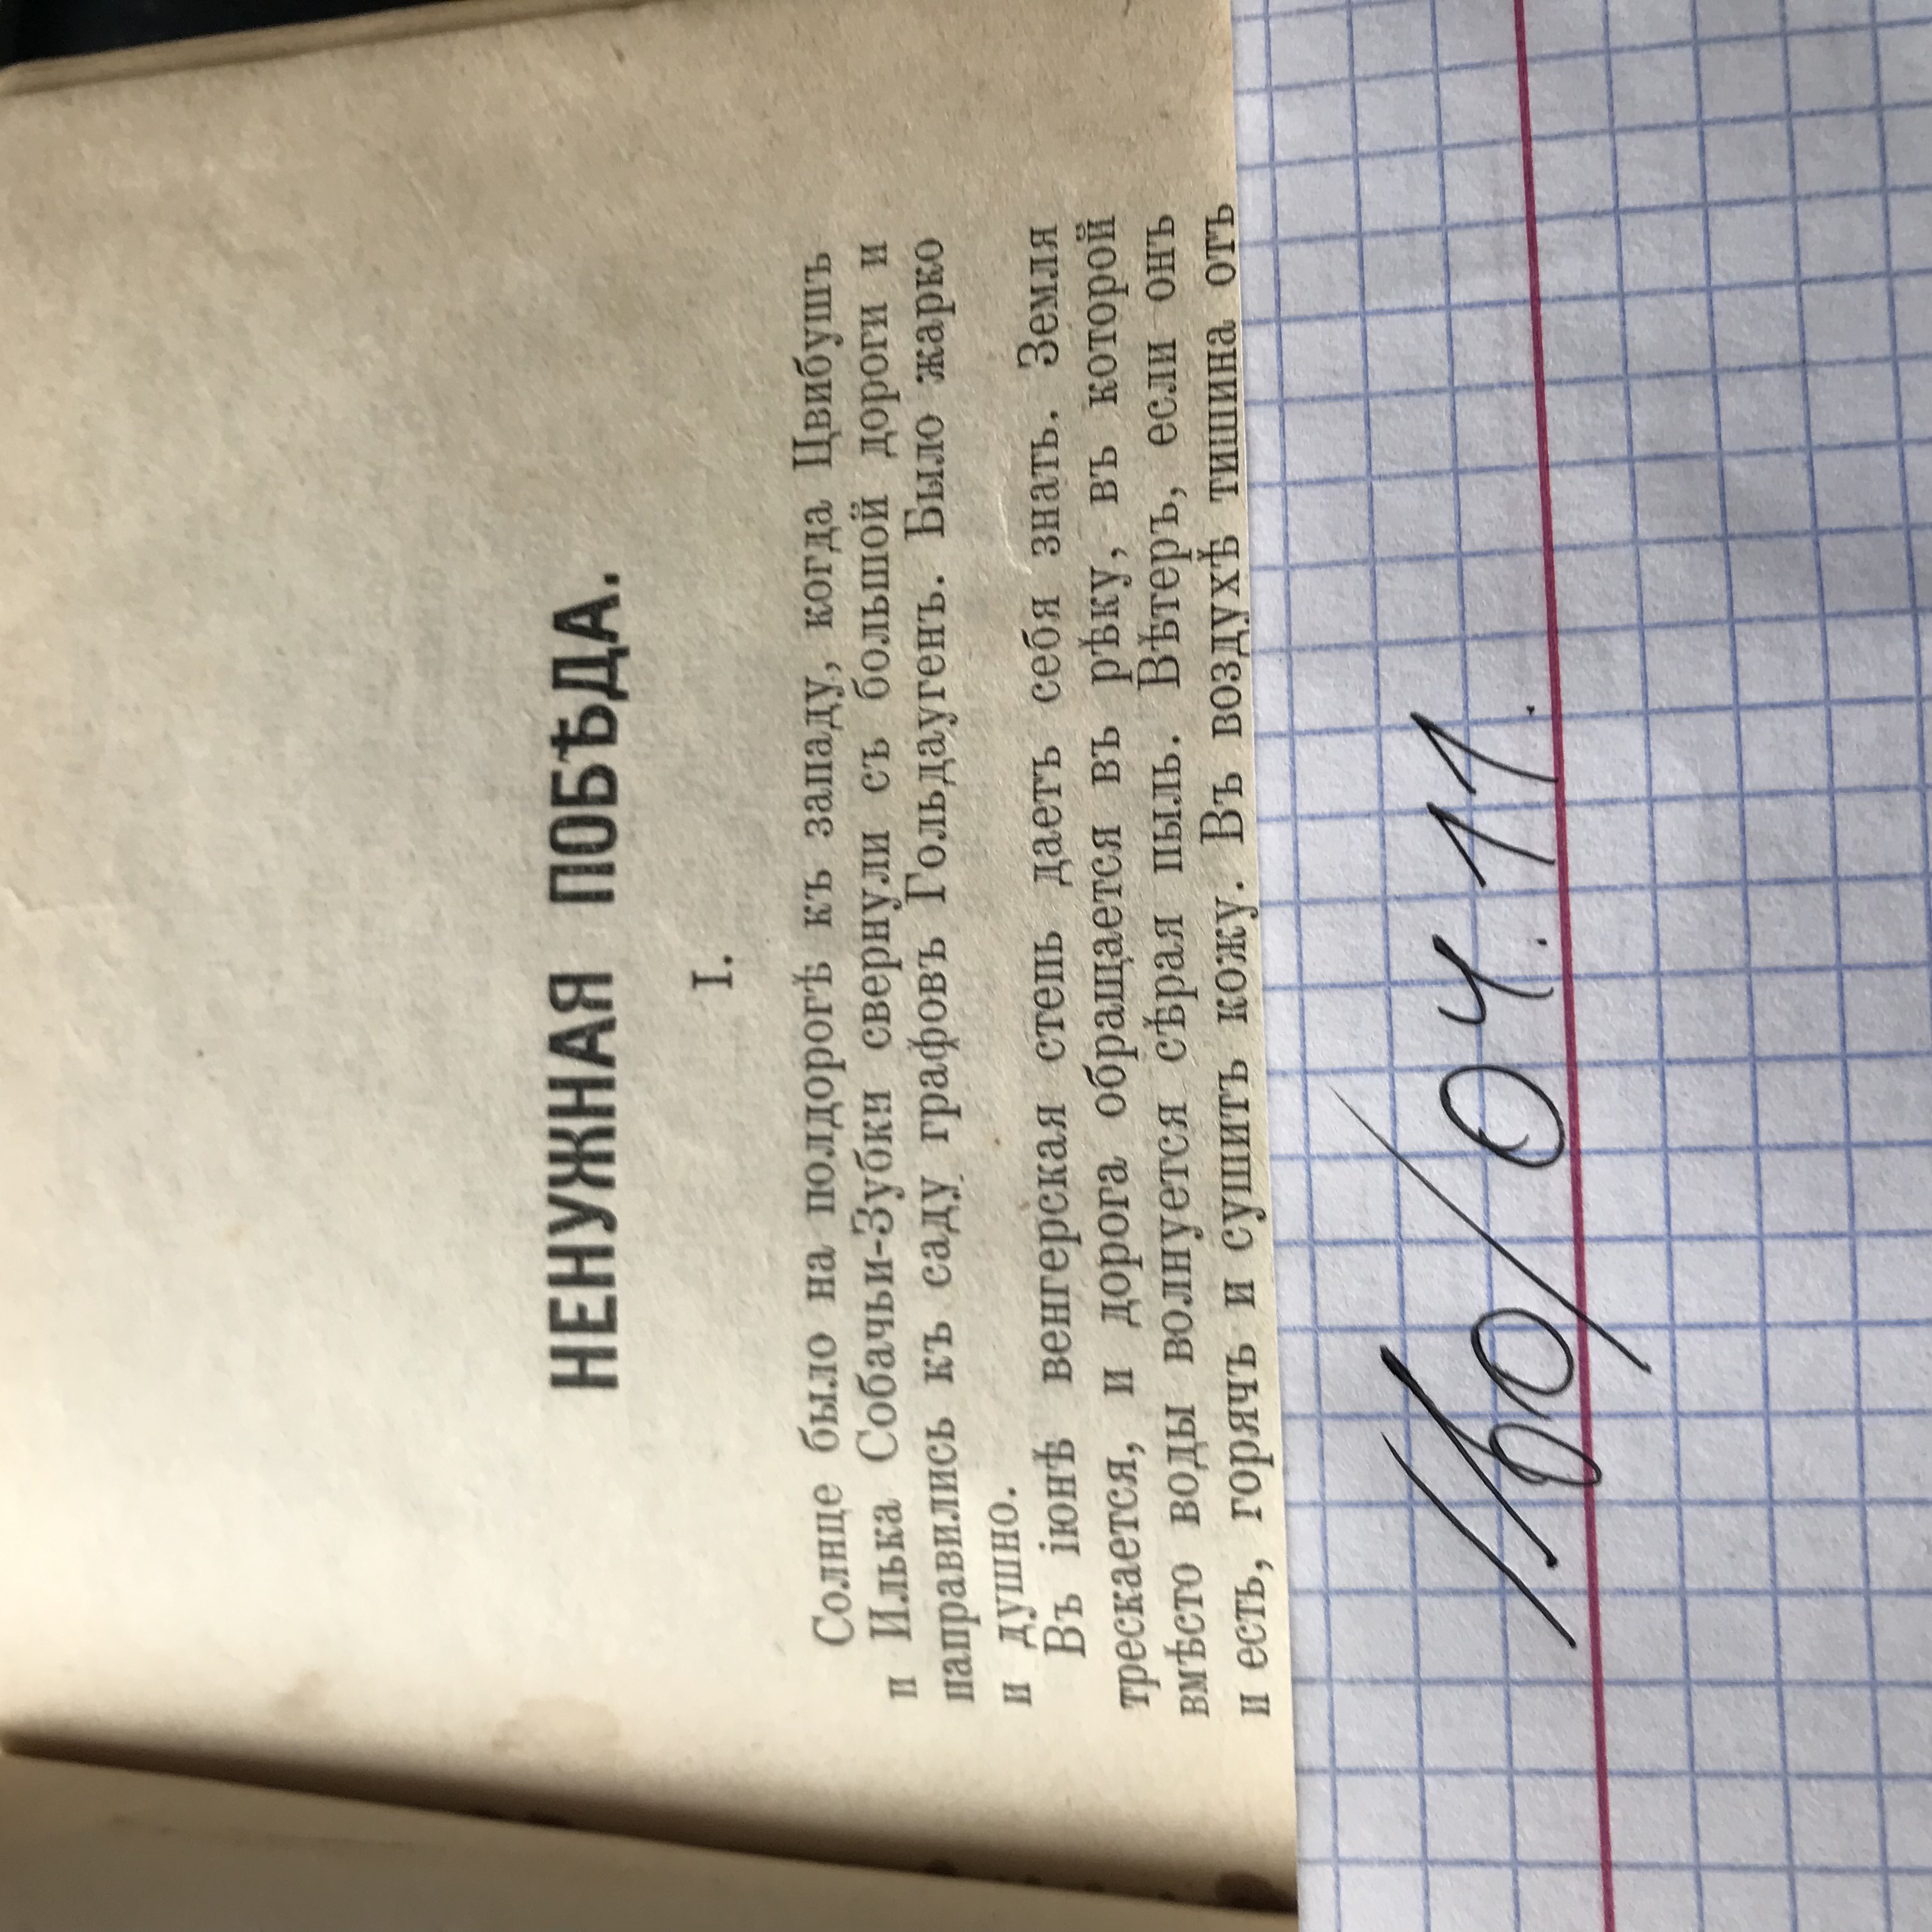 НЕНУЖНАЯ ПОБѢДА.
I.
Солнце было на полдорогѣ къ западу, когда Цвибушъ
и Илька Собачьи-Зубки свернули съ большой дороги и
направились къ саду графовъ Гольдаугенъ. Было жарко
и душно.
Въ іюнѣ венгерская степь даетъ себя знать. Земля
трескается, и дорога обращается въ рѣку, въ которой
вмѣсто воды волнуется сѣрая пыль. Вѣтеръ, если онъ
и есть, горячъ и сушитъ кожу. Въ воздухѣ тишина отъ
04.11.